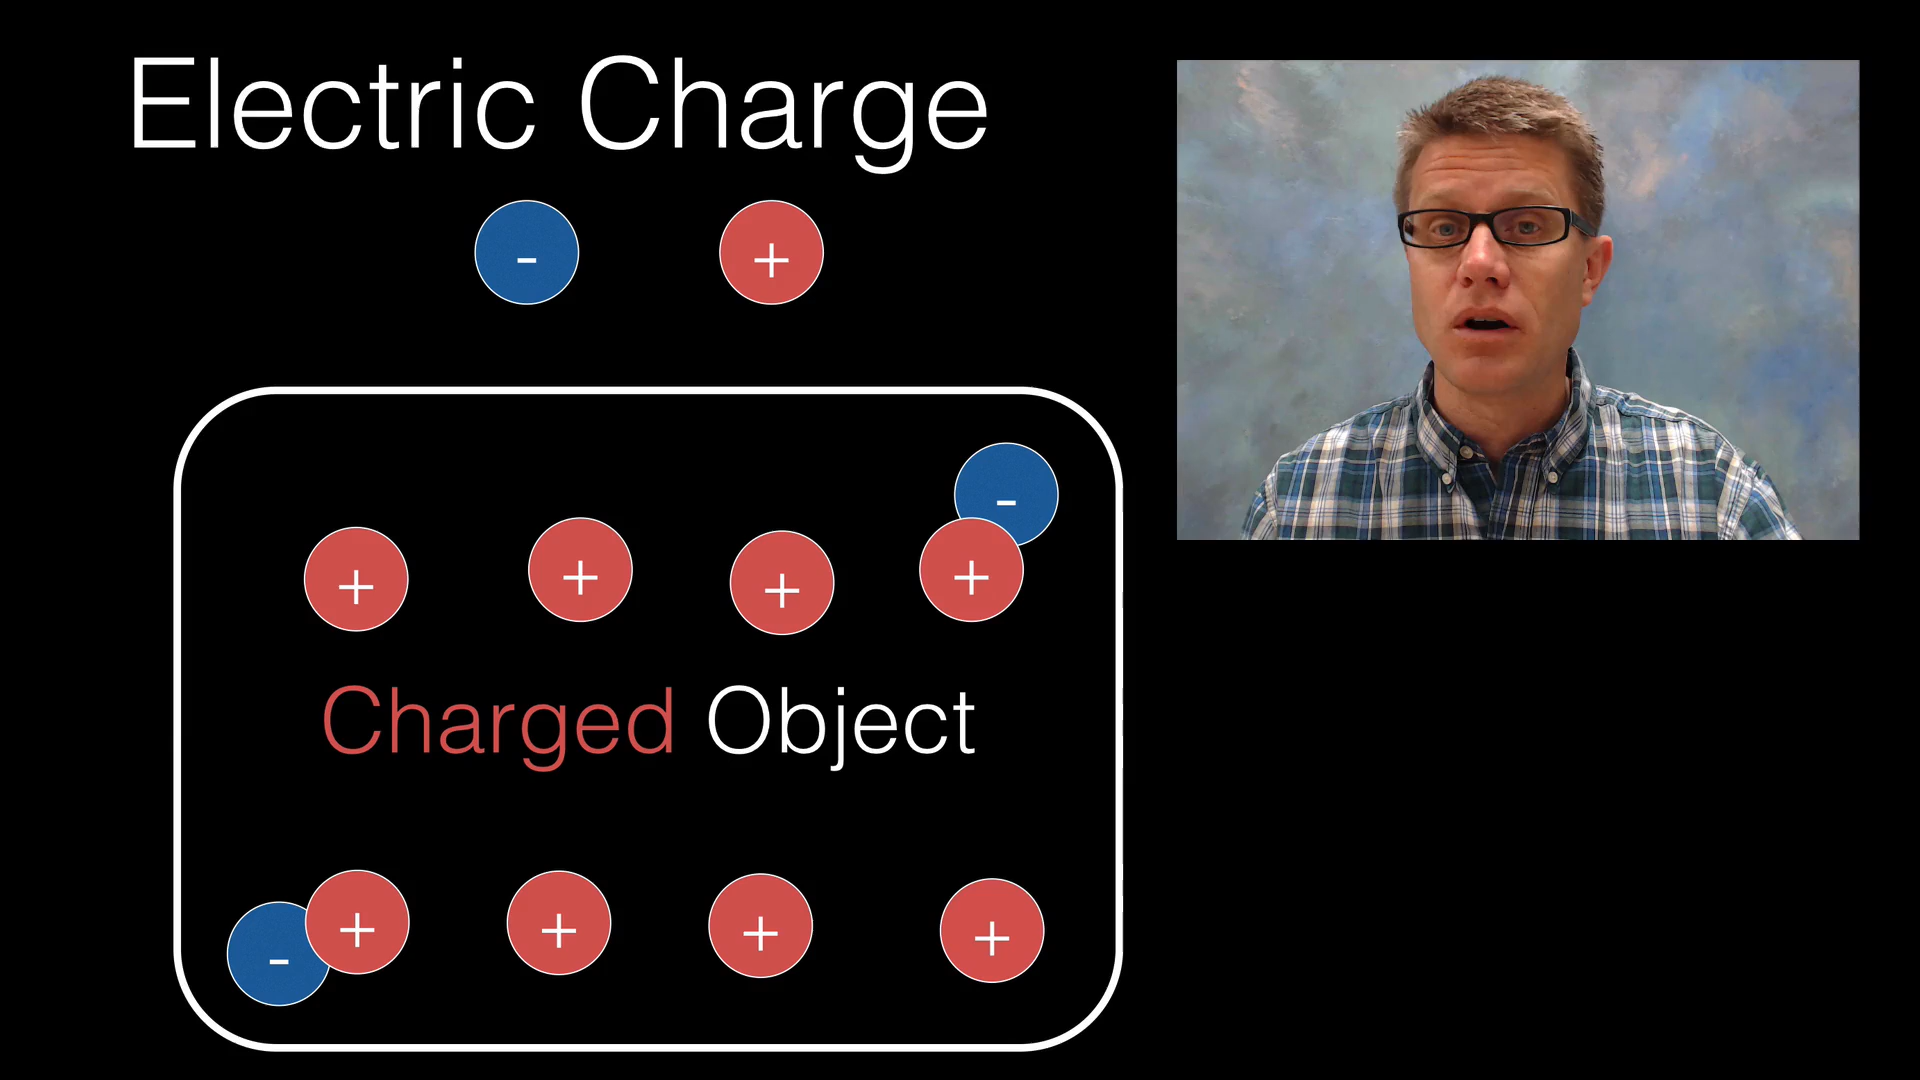 Electric Charge
- +
-
+ + + +
Charged Object
+ + + +
-